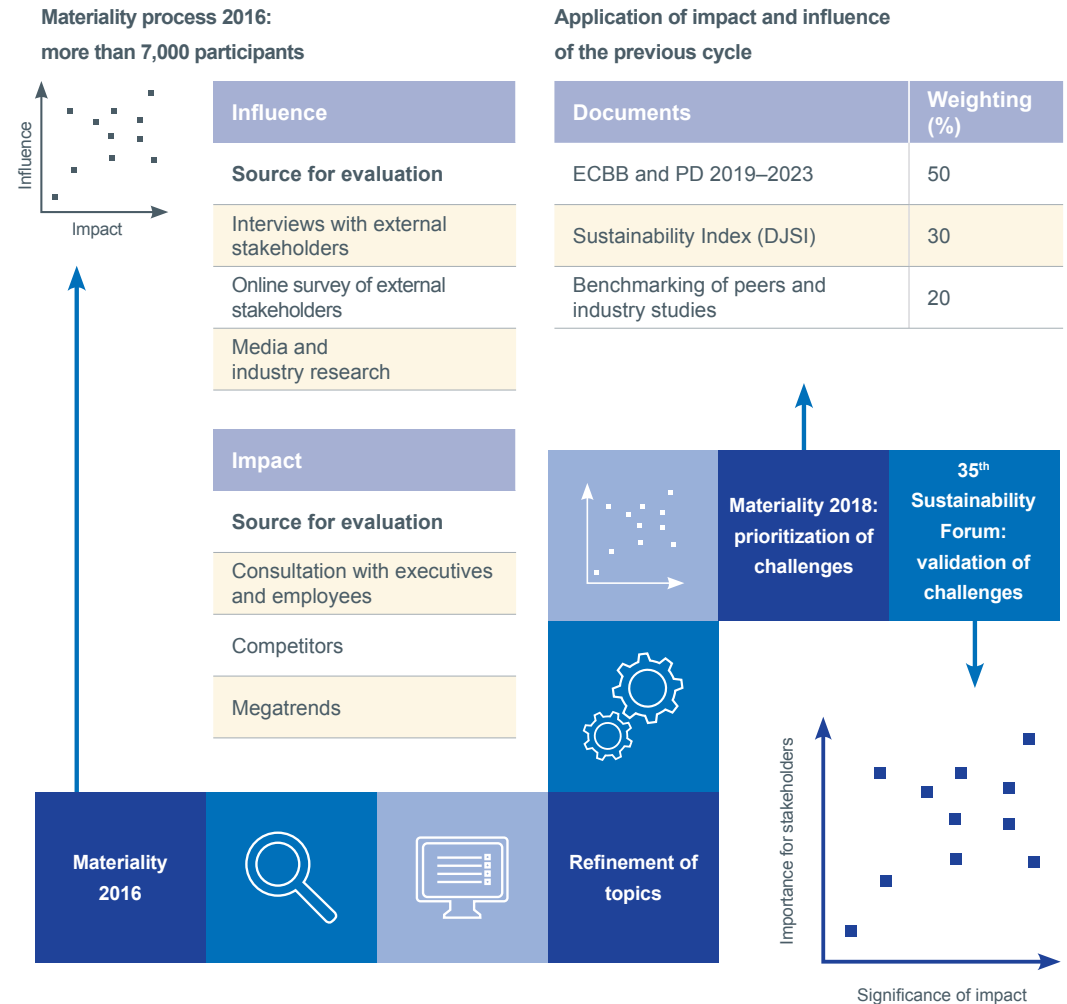 Materiality process 2016:
more than 7,000 participants
Influence
Impact
Influence
Source for evaluation
Interviews with external
stakeholders
Online survey of external
stakeholders
Media and
industry research
Impact
Source for evaluation
Consultation with executives
and employees
Competitors
Megatrends
Materiality
2016
Refinement of
topics
Application of impact and influence
of the previous cycle
Documents
Weighting
(%)
ECBB and PD 2019–2023
50
Sustainability Index (DJSI)
30
Benchmarking of peers and
industry studies
20
Materiality 2018:
prioritization of
challenges
35th
Sustainability
Forum:
validation of
challenges
Importance for stakeholders
Significance of impact